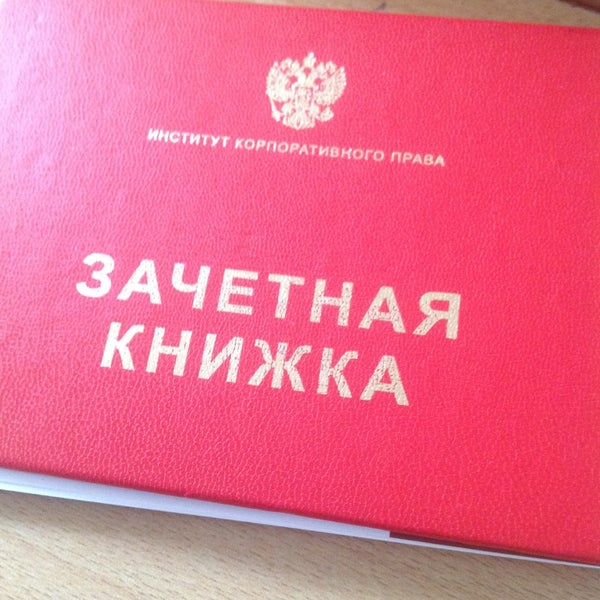 ИНСТИТУТ КОРПОРАТИВНОГО ПРАВА
ЗАЧЕТНАЯ
КНИЖКА